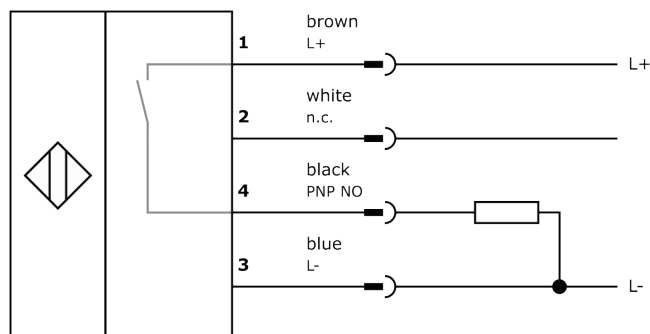 brown
1 L+ L+
white
2 n.c.
black
4 PNP NO
blue
3 L- L-